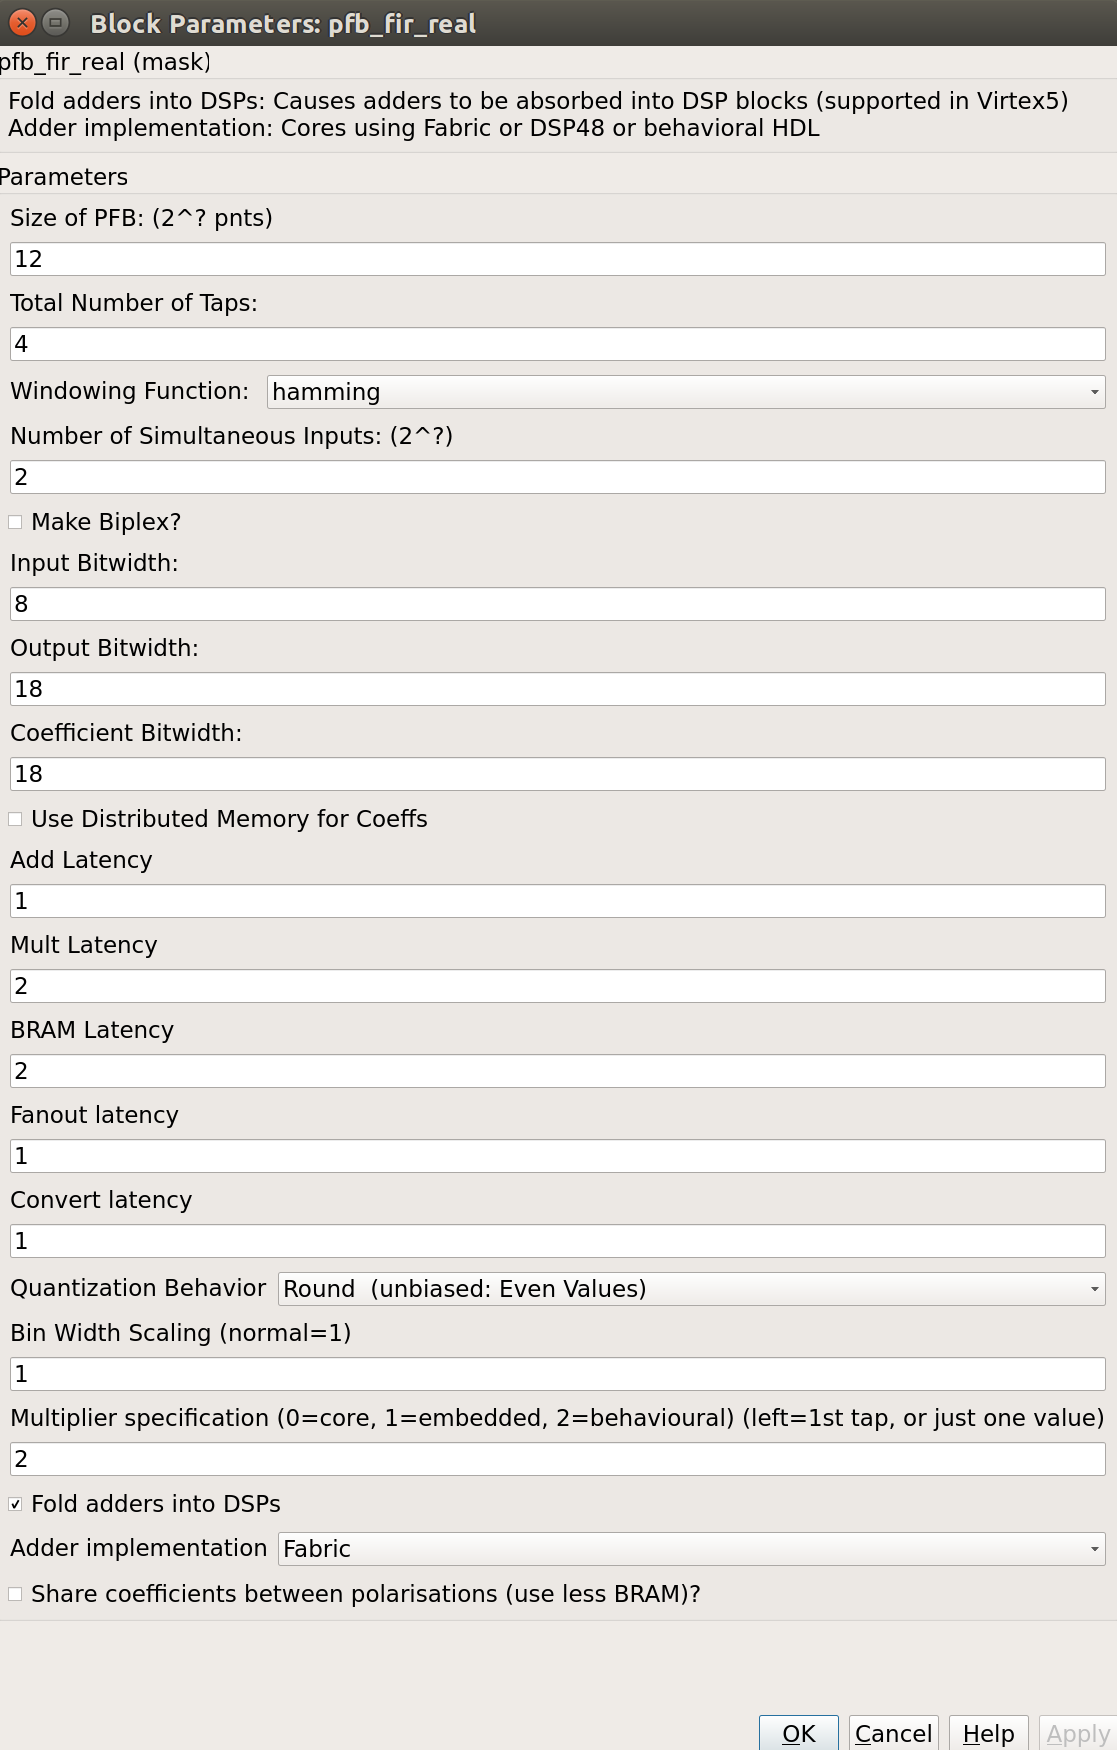 Block Parameters: pfb_fir_real
pfb_fir_real (mask)
Fold adders into DSPs: Causes adders to be absorbed into DSP blocks (supported in Virtex5)
Adder implementation: Cores using Fabric or DSP48 or behavioral HDL
Parameters
Size of PFB: (2^? pnts)
12
Total Number of Taps:
4
Windowing Function: hamming
Number of Simultaneous Inputs: (2^?)
2
Make Biplex?
Input Bitwidth:
8
Output Bitwidth:
18
Coefficient Bitwidth:
18
Use Distributed Memory for Coeffs
Add Latency
1
Mult Latency
2
BRAM Latency
2
Fanout latency
1
Convert latency
1
Quantization Behavior Round  (unbiased: Even Values)
Bin Width Scaling (normal=1)
1
Multiplier specification (0=core, 1=embedded, 2=behavioural) (left=1st tap, or just one value)
2
Fold adders into DSPs
Adder implementation Fabric
Share coefficients between polarisations (use less BRAM)?
OK Cancel Help Apply